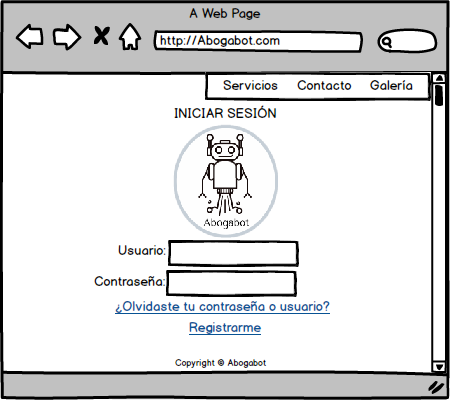 A Web Page
http://Abogabot.com
Servicios Contacto Galería
INICIAR SESIÓN
Abogabot
Usuario:
Contraseña:
¿Olvidaste tu contraseña o usuario?
Registrarme
Copyright © Abogabot